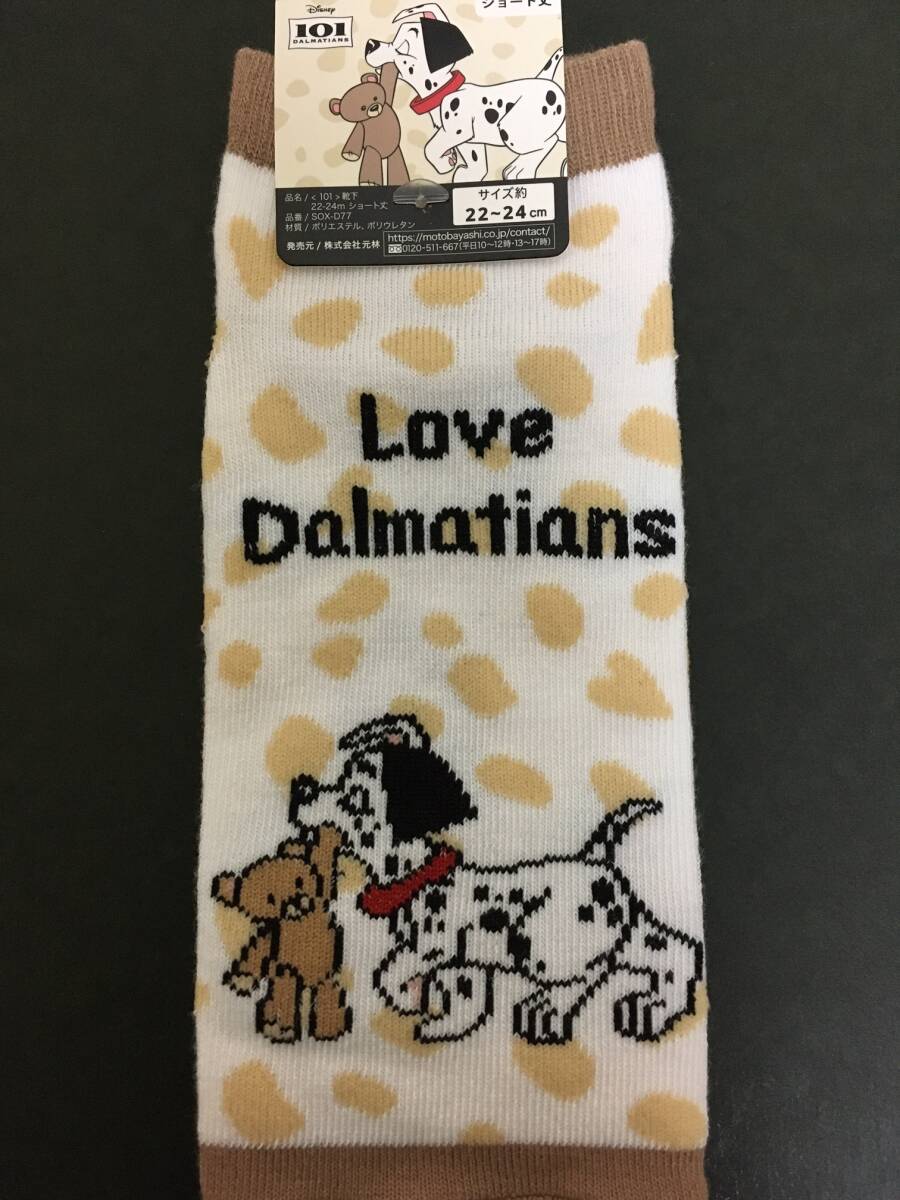 ショート丈
Disney
101
DALMATIANS
品名/<101>靴下
22-24m ショート丈
品番/SOX-D77
材質/ポリエステル、ポリウレタン
発売元/株式会社元林
サイズ約
22~24cm
https://motobayashi.co.jp/contact/
0120-511-667(平日10〜12時・13〜17時)
Love
Dalmatians